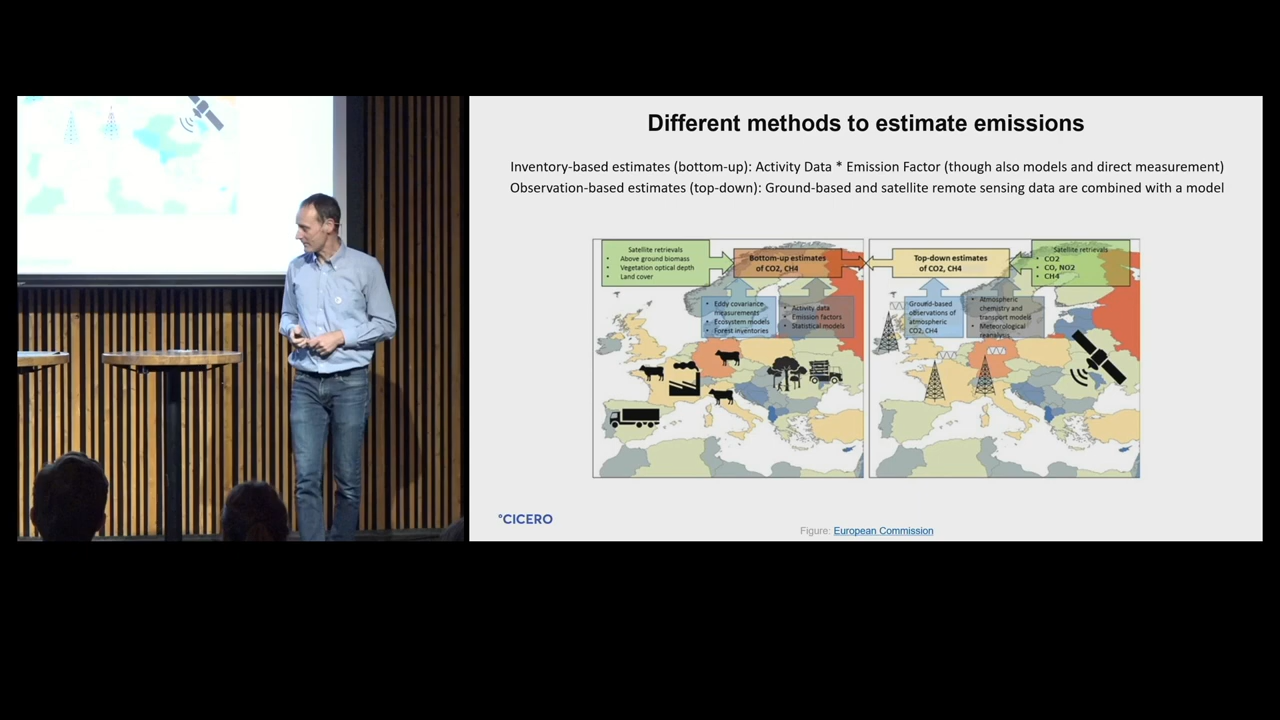 Different methods to estimate emissions
Inventory-based estimates (bottom-up): Activity Data * Emission Factor (though also models and direct measurement)
Observation-based estimates (top-down): Ground-based and satellite remote sensing data are combined with a model
Satellite retrievals
• Above ground biomass
• Vegetation optical depth
• Land cover
Bottom-up estimates
of CO2, CH4
• Eddy covariance
measurements
• Ecosystem models
• Forest inventories
• Activity data
• Emission factors
• Statistical models
Top-down estimates
of CO2, CH4
Satellite retrievals
• CO2
• CO, NO2
• CH4
Ground-based
observations of
atmospheric
CO2, CH4
• Atmospheric
chemistry and
transport models
• Meteorological
reanalysis
°CICERO
Figure: European Commission